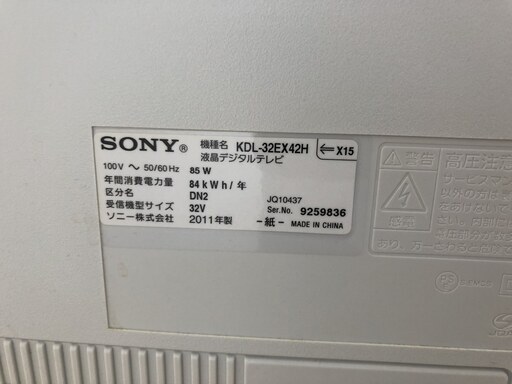 SONY® 機種名 KDL-32EX42H
液晶デジタルテレビ
⇐ X15
100V ～ 50/60Hz 85W
年間消費電力量 84kWh/年
区分名 DN2
受信機型サイズ 32V
ソニー株式会社 2011年製
-紙-
JQ10437
Ser.No. 9259836
MADE IN CHINA
警告
高圧注